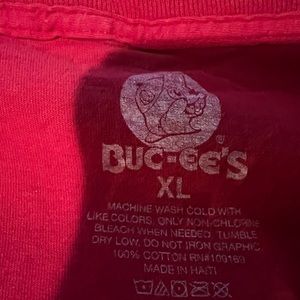 BUC-EE'S
®
XL
MACHINE WASH COLD WITH
LIKE COLORS. ONLY NON-CHLORINE
BLEACH WHEN NEEDED. TUMBLE
DRY LOW. DO NOT IRON GRAPHIC.
100% COTTON RN#109169
MADE IN HAITI